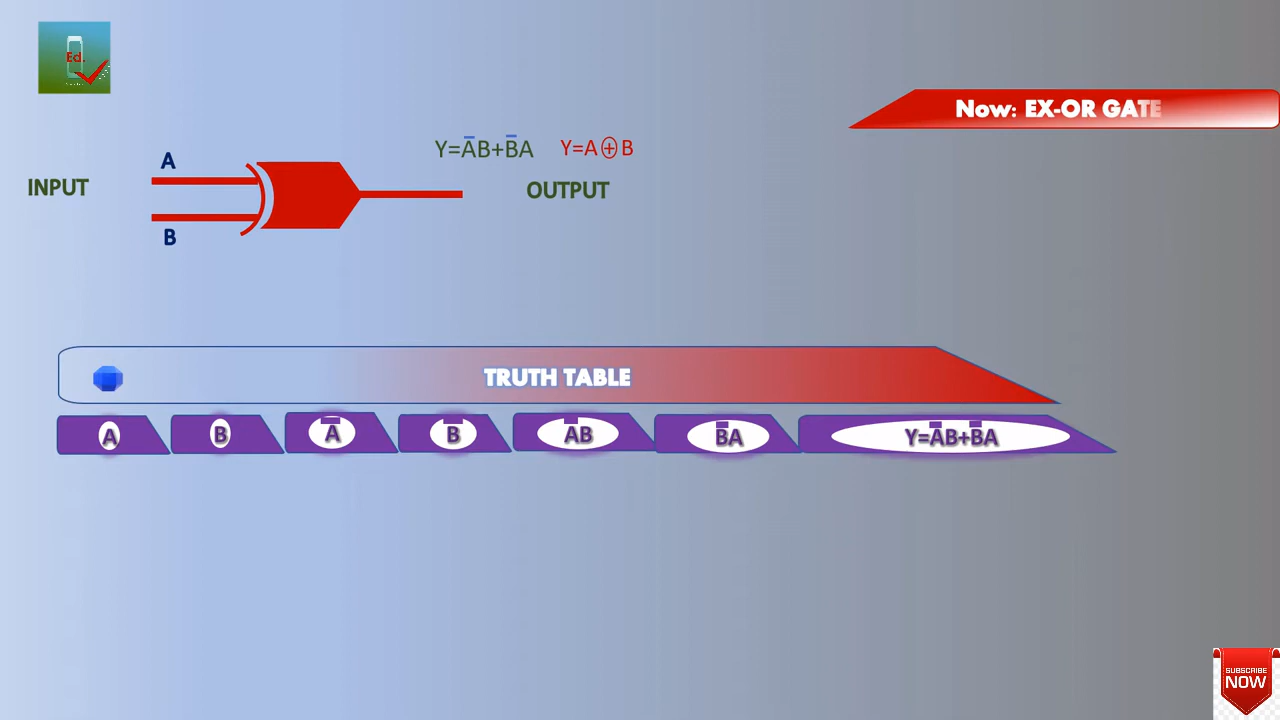 Ed.
Now: EX-OR GATE
A
Y=A̅B+B̅A Y=A⊕B
INPUT
OUTPUT
B
TRUTH TABLE
A B A̅ B̅ A̅B B̅A Y=A̅B+B̅A
SUBSCRIBE
NOW